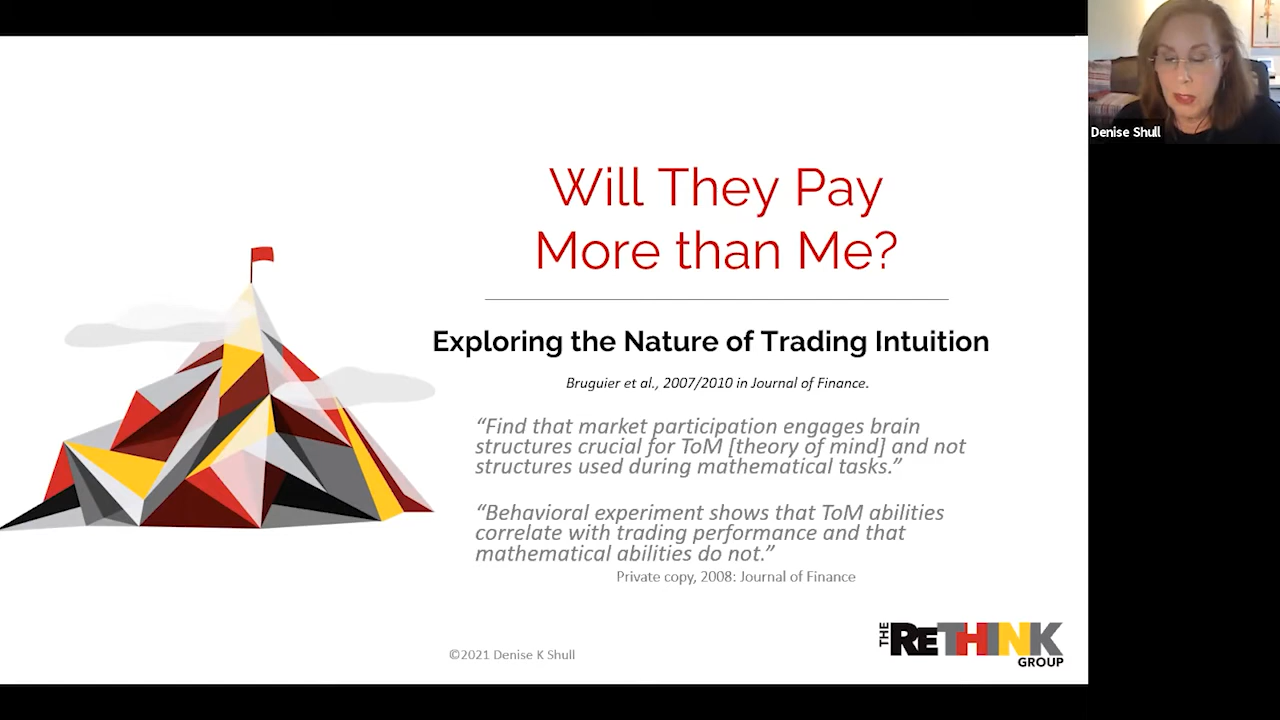 Will They Pay
More than Me?
Exploring the Nature of Trading Intuition
Bruguier et al., 2007/2010 in Journal of Finance.
“Find that market participation engages brain
structures crucial for ToM [theory of mind] and not
structures used during mathematical tasks.”
“Behavioral experiment shows that ToM abilities
correlate with trading performance and that
mathematical abilities do not.”
Private copy, 2008: Journal of Finance
©2021 Denise K Shull
THE RETHINK
GROUP
Denise Shull